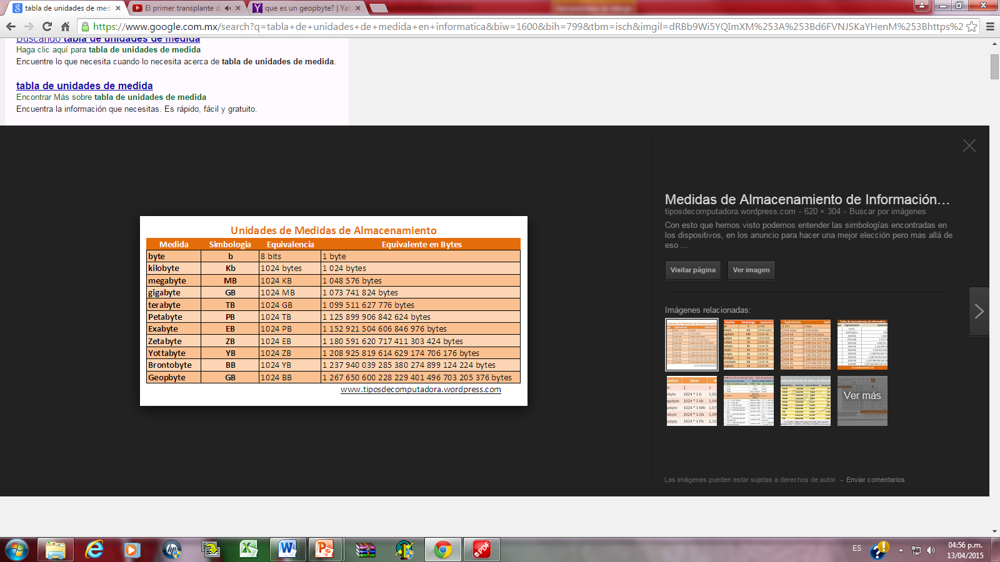 tabla de unidades de med
El primer transplante d
que es un geopbyte? | Yah
https://www.google.com.mx/search?q=tabla+de+unidades+de+medida+en+informatica&biw=1600&bih=799&tbm=isch&imgil=dRBb9Wi5YQImXM%253A%253Bd6FVNJSKaYHenM%253Bhttps%2
Buscando tabla de unidades de medida
Haga clic aquí para tabla de unidades de medida
Encuentre lo que necesita cuando lo necesita acerca de tabla de unidades de medida.
tabla de unidades de medida
Encontrar Más sobre tabla de unidades de medida
Encuentra la información que necesitas. Es rápido, fácil y gratuito.
Unidades de Medidas de Almacenamiento
Medida Simbologia Equivalencia Equivalente en Bytes
byte b 8 bits 1 byte
kilobyte Kb 1024 bytes 1 024 bytes
megabyte MB 1024 KB 1 048 576 bytes
gigabyte GB 1024 MB 1 073 741 824 bytes
terabyte TB 1024 GB 1 099 511 627 776 bytes
Petabyte PB 1024 TB 1 125 899 906 842 624 bytes
Exabyte EB 1024 PB 1 152 921 504 606 846 976 bytes
Zetabyte ZB 1024 EB 1 180 591 620 717 411 303 424 bytes
Yottabyte YB 1024 ZB 1 208 925 819 614 629 174 706 176 bytes
Brontobyte BB 1024 YB 1 237 940 039 285 380 274 899 124 224 bytes
Geopbyte GB 1024 BB 1 267 650 600 228 229 401 496 703 205 376 bytes
www.tiposdecomputadora.wordpress.com
Medidas de Almacenamiento de Información...
tiposdecomputadora.wordpress.com - 620 × 304 - Buscar por imágenes
Con esto que hemos visto podemos entender las simbologías encontradas en
los dispositivos, en los anuncio para hacer una mejor elección pero mas allá de
eso ...
Visitar página Ver imagen
Imágenes relacionadas:
Ver más
Las imágenes pueden estar sujetas a derechos de autor. - Enviar comentarios
ES
04:56 p.m.
13/04/2015